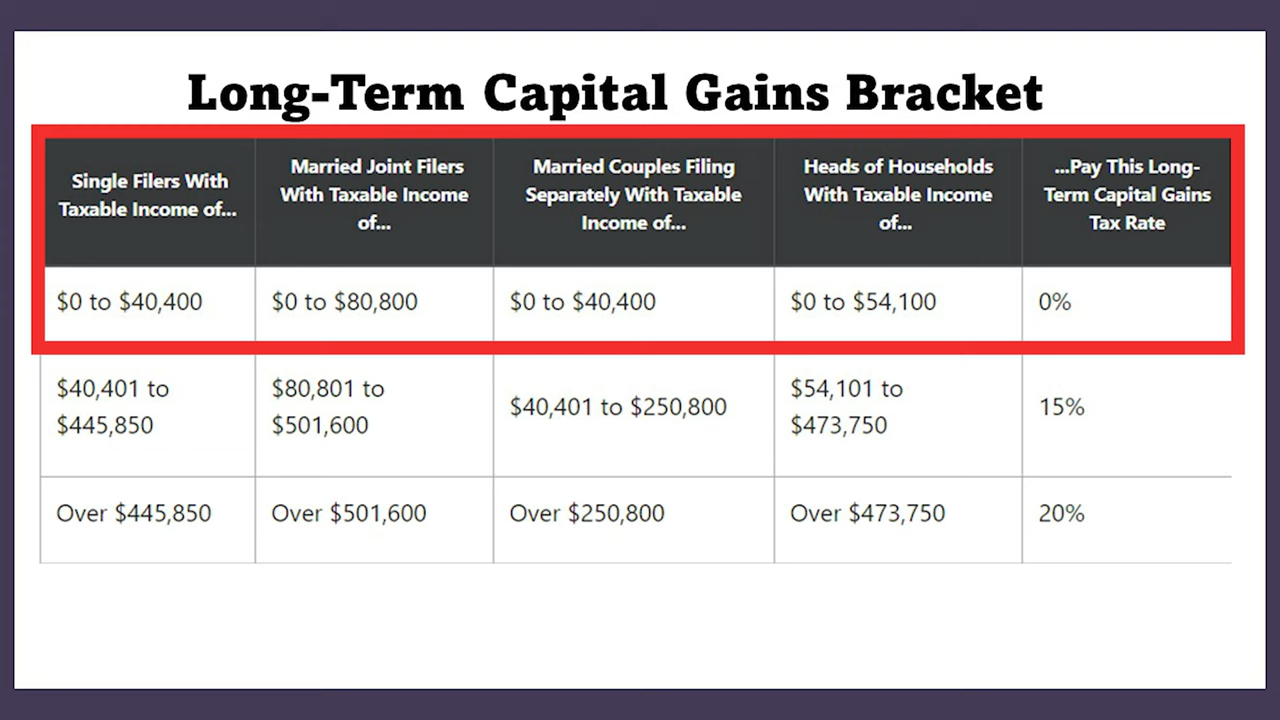 Long-Term Capital Gains Bracket
Single Filers With
Taxable Income of...
Married Joint Filers
With Taxable Income
of...
Married Couples Filing
Separately With Taxable
Income of...
Heads of Households
With Taxable Income
of...
...Pay This Long-
Term Capital Gains
Tax Rate
$0 to $40,400
$0 to $80,800
$0 to $40,400
$0 to $54,100
0%
$40,401 to
$445,850
$80,801 to
$501,600
$40,401 to $250,800
$54,101 to
$473,750
15%
Over $445,850
Over $501,600
Over $250,800
Over $473,750
20%